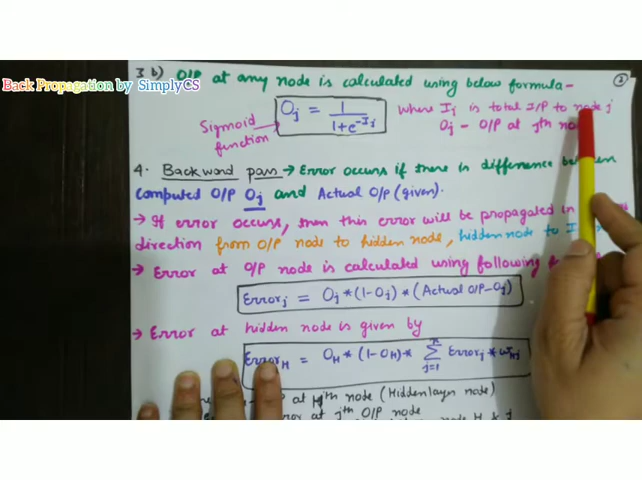 Back Propagation by SimplyCS
3 b) O/P at any node is calculated using below formula-
②
Oj = 1 / 1+e^-Ij
Sigmoid function
where Ij is total I/P to node j
Oj - O/P at jth
4. Backward pass → Error occurs if there is difference between
computed O/P Oj and Actual O/P (given).
→ If error occurs, then this error will be propagated in
direction from O/P node to hidden node, hidden node to
→ Error at O/P node is calculated using following
Errorj = Oj *(1-Oj) * (Actual O/P-Oj)
→ Error at hidden node is given by
ErrorH = OH * (1-OH) * n Σ j=1 Errorj * wHj
at Hth node (Hidden layer node)
at jth O/P node